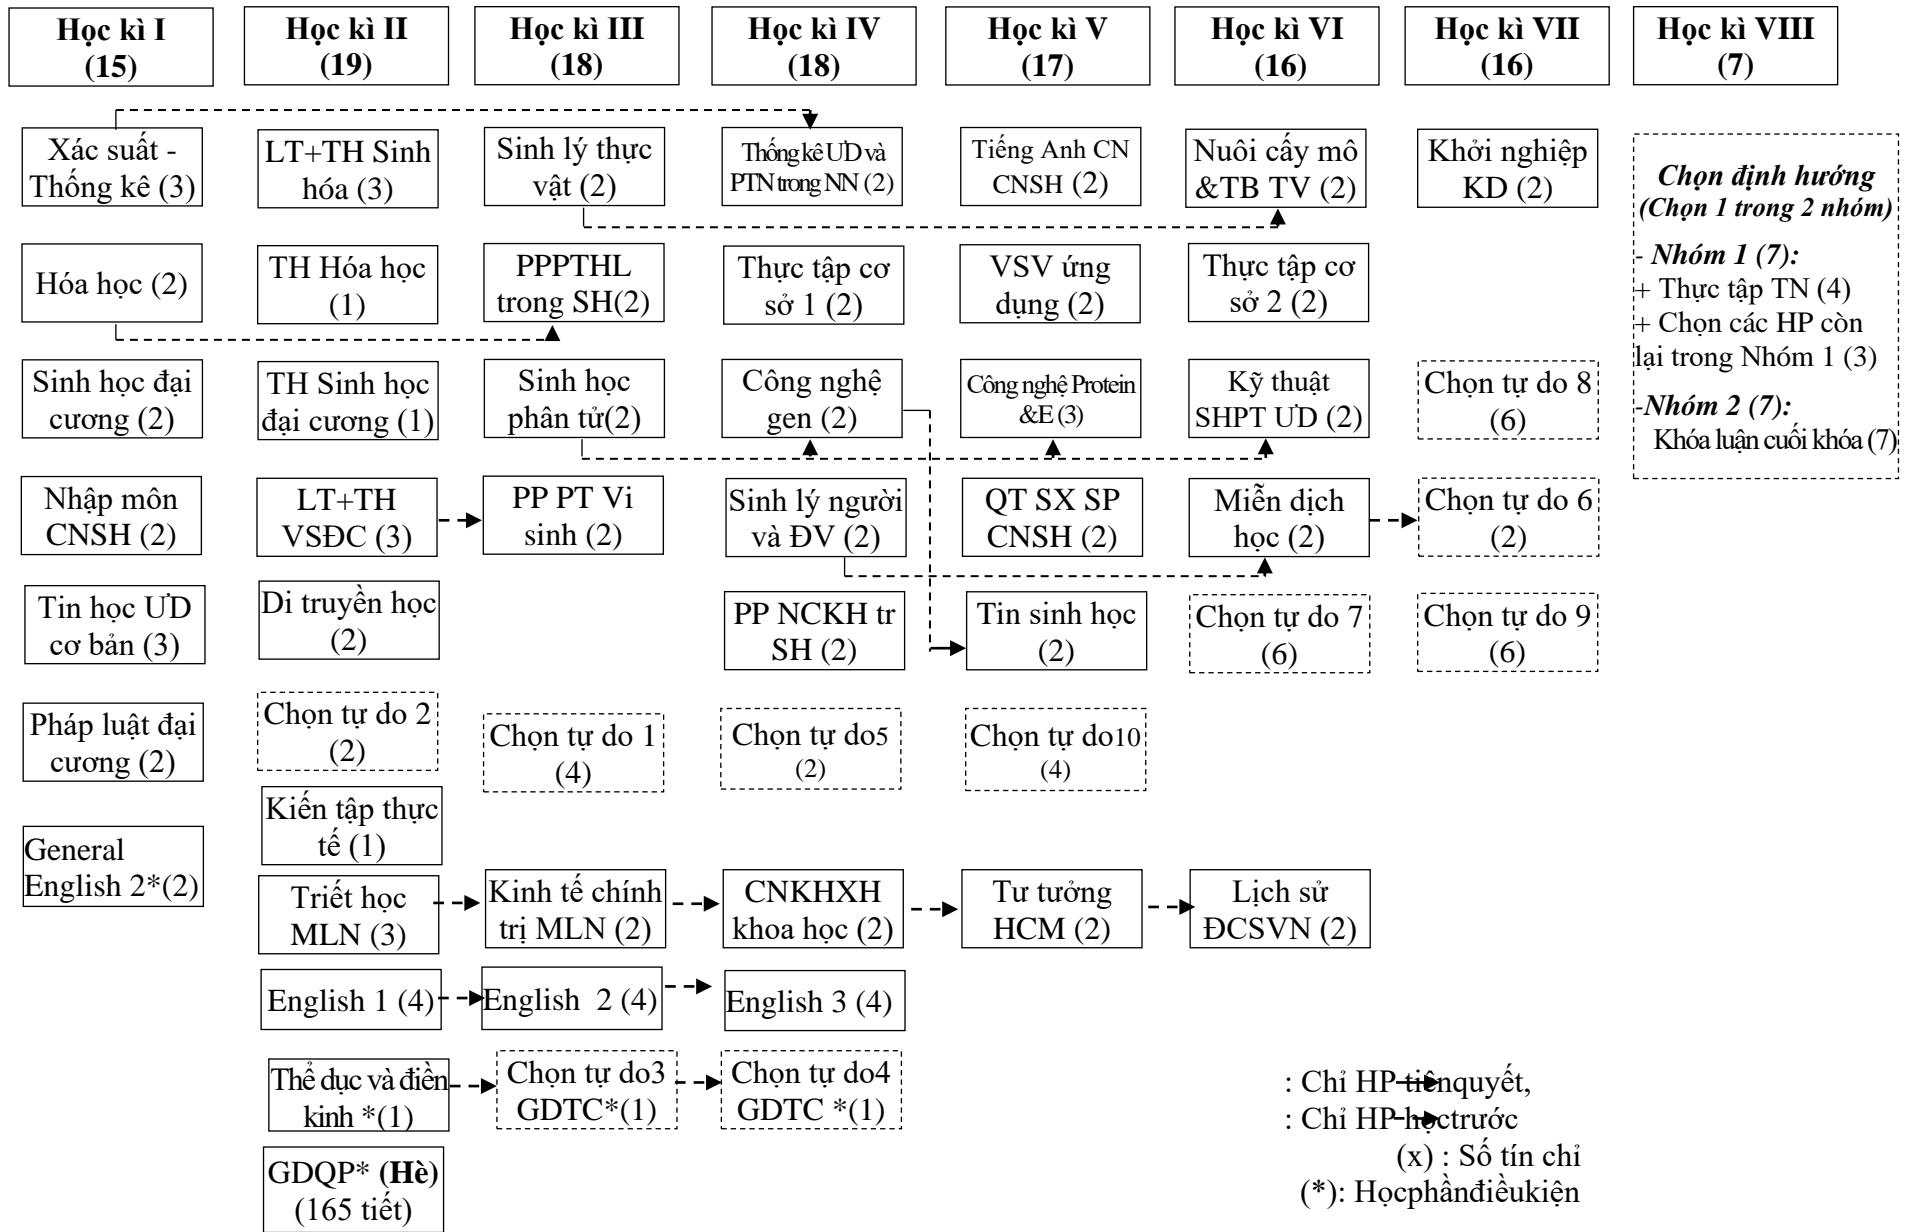 Học kì I
(15)
Học kì II
(19)
Học kì III
(18)
Học kì IV
(18)
Học kì V
(17)
Học kì VI
(16)
Học kì VII
(16)
Học kì VIII
(7)
Xác suất -
Thống kê (3)
LT+TH Sinh
hóa (3)
Sinh lý thực
vật (2)
Thống kê ƯD và
PTN trong NN (2)
Tiếng Anh CN
CNSH (2)
Nuôi cấy mô
&TB TV (2)
Khởi nghiệp
KD (2)
Chọn định hướng
(Chọn 1 trong 2 nhóm)
- Nhóm 1 (7):
+ Thực tập TN (4)
+ Chọn các HP còn
lại trong Nhóm 1 (3)
-Nhóm 2 (7):
Khóa luận cuối khóa (7)
Hóa học (2)
TH Hóa học
(1)
PPPTHL
trong SH(2)
Thực tập cơ
sở 1 (2)
VSV ứng
dụng (2)
Thực tập cơ
sở 2 (2)
Sinh học đại
cương (2)
TH Sinh học
đại cương (1)
Sinh học
phân tử(2)
Công nghệ
gen (2)
Công nghệ Protein
&E (3)
Kỹ thuật
SHPT ƯD (2)
Chọn tự do 8
(6)
Nhập môn
CNSH (2)
LT+TH
VSĐC (3)
PP PT Vi
sinh (2)
Sinh lý người
và ĐV (2)
QT SX SP
CNSH (2)
Miễn dịch
học (2)
Chọn tự do 6
(2)
Tin học ƯD
cơ bản (3)
Di truyền học
(2)
PP NCKH tr
SH (2)
Tin sinh học
(2)
Chọn tự do 7
(6)
Chọn tự do 9
(6)
Pháp luật đại
cương (2)
Chọn tự do 2
(2)
Chọn tự do 1
(4)
Chọn tự do5
(2)
Chọn tự do10
(4)
Kiến tập thực
tế (1)
General
English 2*(2)
Triết học
MLN (3)
Kinh tế chính
trị MLN (2)
CNKHXH
khoa học (2)
Tư tưởng
HCM (2)
Lịch sử
ĐCSVN (2)
English 1 (4)
English 2 (4)
English 3 (4)
Thể dục và điền
kinh *(1)
Chọn tự do3
GDTC*(1)
Chọn tự do4
GDTC *(1)
GDQP* (Hè)
(165 tiết)
: Chỉ HP tiênquyết,
: Chỉ HP họctrước
(x) : Số tín chỉ
(*): Họcphầnđiềukiện